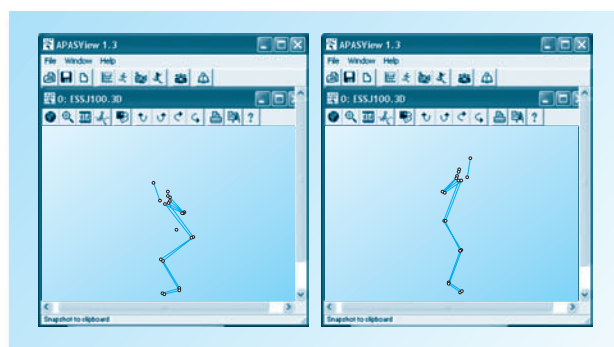 APASView 1.3
File Window Help
0: ESSJ100.3D
?
Snapshot to clipboard
APASView 1.3
File Window Help
0: ESSJ100.3D
?
Snapshot to clipboard